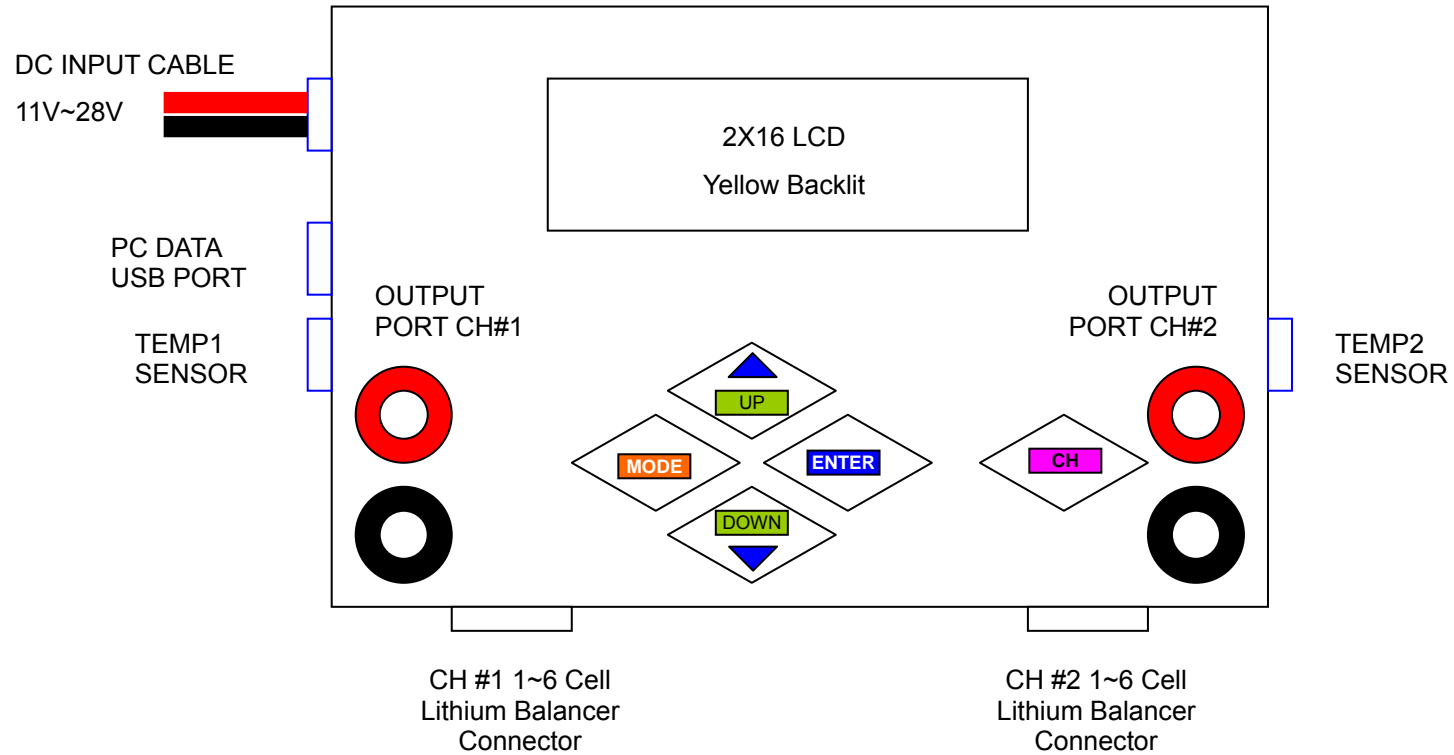 DC INPUT CABLE
11V~28V
2X16 LCD
Yellow Backlit
PC DATA
USB PORT
TEMP1
SENSOR
OUTPUT
PORT CH#1
OUTPUT
PORT CH#2
TEMP2
SENSOR
UP
MODE
ENTER
CH
DOWN
CH #1 1~6 Cell
Lithium Balancer
Connector
CH #2 1~6 Cell
Lithium Balancer
Connector